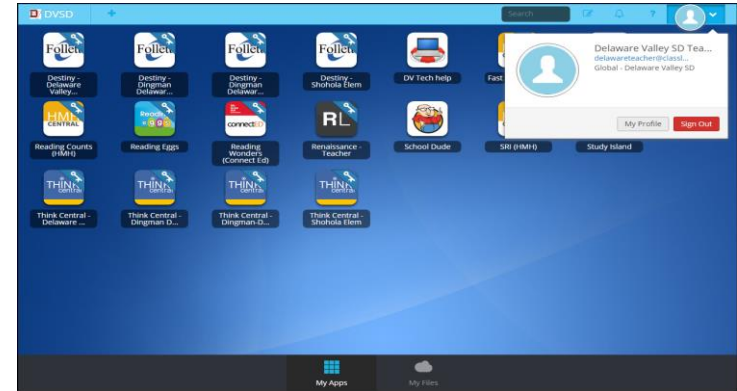 DVSD
+
Search
?
Delaware Valley SD Tea...
delawareteacher@classl...
Global - Delaware Valley SD
My Profile
Sign Out
Follett
Follett
Follett
Follett
Destiny -
Delaware
Valley...
Destiny -
Dingman
Delawar...
Destiny -
Dingman
Delawar...
Destiny -
Shohola Elem
DV Tech help
Fast
HMH
CENTRAL
Reading
eggs
connectED
RL
Reading Counts
(HMH)
Reading Eggs
Reading
Wonders
(Connect Ed)
Renaissance -
Teacher
School Dude
SRI (HMH)
Study Island
THINK
central
THINK
central
THINK
central
THINK
central
Think Central -
Delaware ...
Think Central -
Dingman D...
Think Central -
Dingman-D...
Think Central -
Shohola Elem
My Apps
My Files